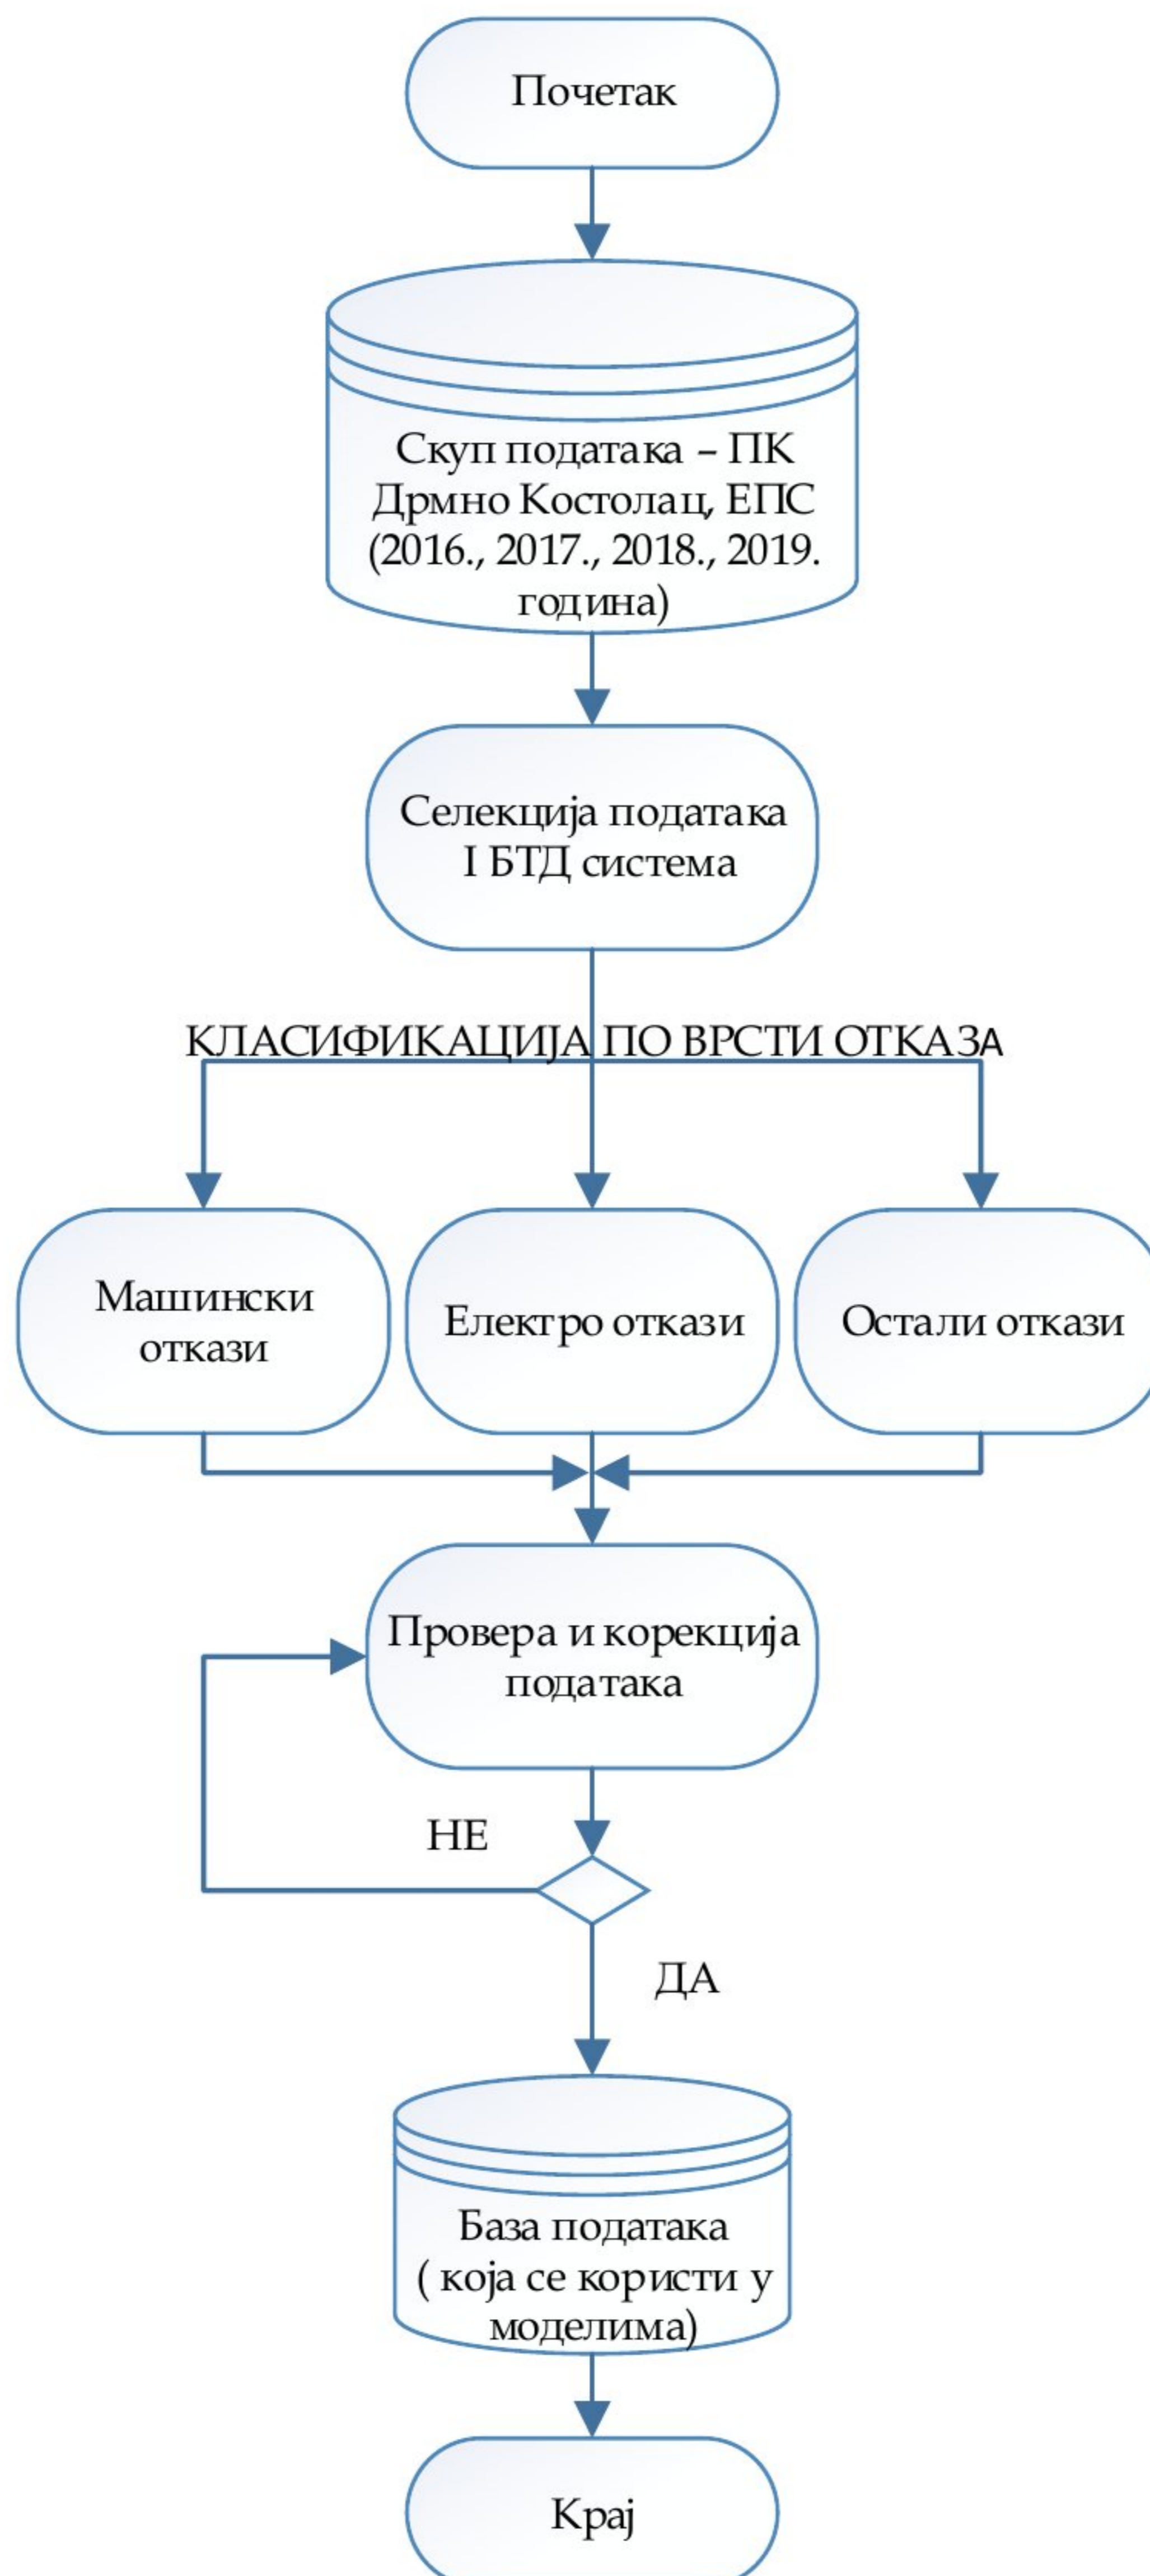 Почетак
Скуп података – ПК
Дрмно Костолац, ЕПС
(2016., 2017., 2018., 2019.
година)
Селекција података
I БТД система
КЛАСИФИКАЦИЈА ПО ВРСТИ ОТКАЗА
Машински
откази
Електро откази
Остали откази
Провера и корекција
података
НЕ
ДА
База података
( која се користи у
моделима)
Крај